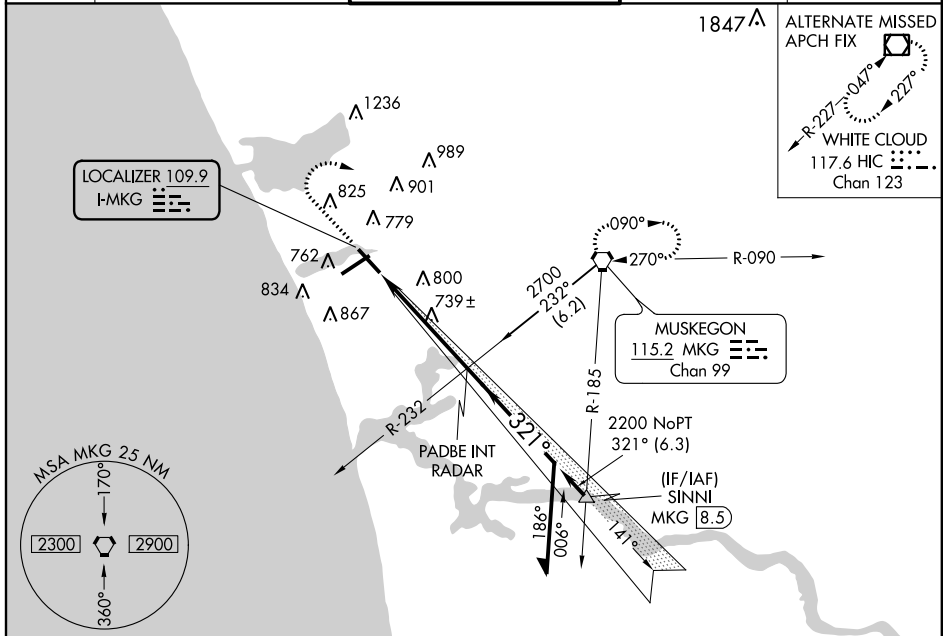 1847
ALTERNATE MISSED
APCH FIX
R-227
047°
227°
WHITE CLOUD
117.6 HIC
Chan 123
1236
989
901
825
779
LOCALIZER 109.9
I-MKG
762
834
867
800
739 ±
090°
270°
R-090
2700
232°
(6.2)
MUSKEGON
115.2 MKG
Chan 99
R-185
R-232
PADBE INT
RADAR
321°
2200 NoPT
321° (6.3)
(IF/IAF)
SINNI
MKG 8.5
186°
006°
141°
MSA MKG 25 NM
170°
2300
2900
360°